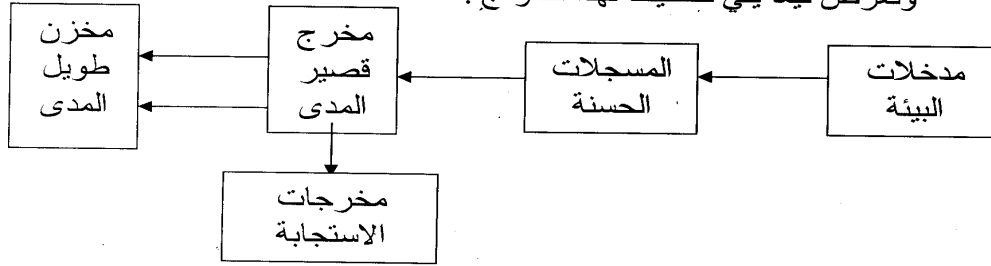 مدخلات
البيئة
المسجلات
الحسنة
مخرج
قصير
المدى
مخزن
طويل
المدى
مخرجات
الاستجابة